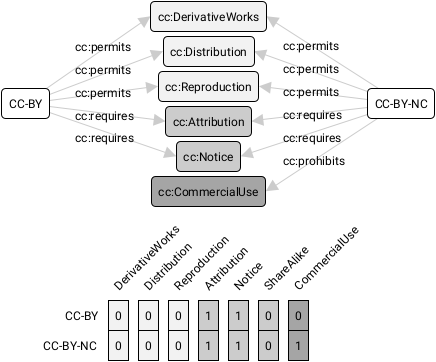 cc:DerivativeWorks
cc:permits
cc:permits
cc:Distribution
cc:permits
cc:permits
cc:Reproduction
cc:permits
cc:permits
CC-BY
CC-BY-NC
cc:requires
cc:Attribution
cc:requires
cc:requires
cc:Notice
cc:requires
cc:prohibits
cc:CommercialUse
DerivativeWorks
Distribution
Reproduction
Attribution
Notice
ShareAlike
CommercialUse
CC-BY 0 0 0 1 1 0 0
CC-BY-NC 0 0 0 1 1 0 1